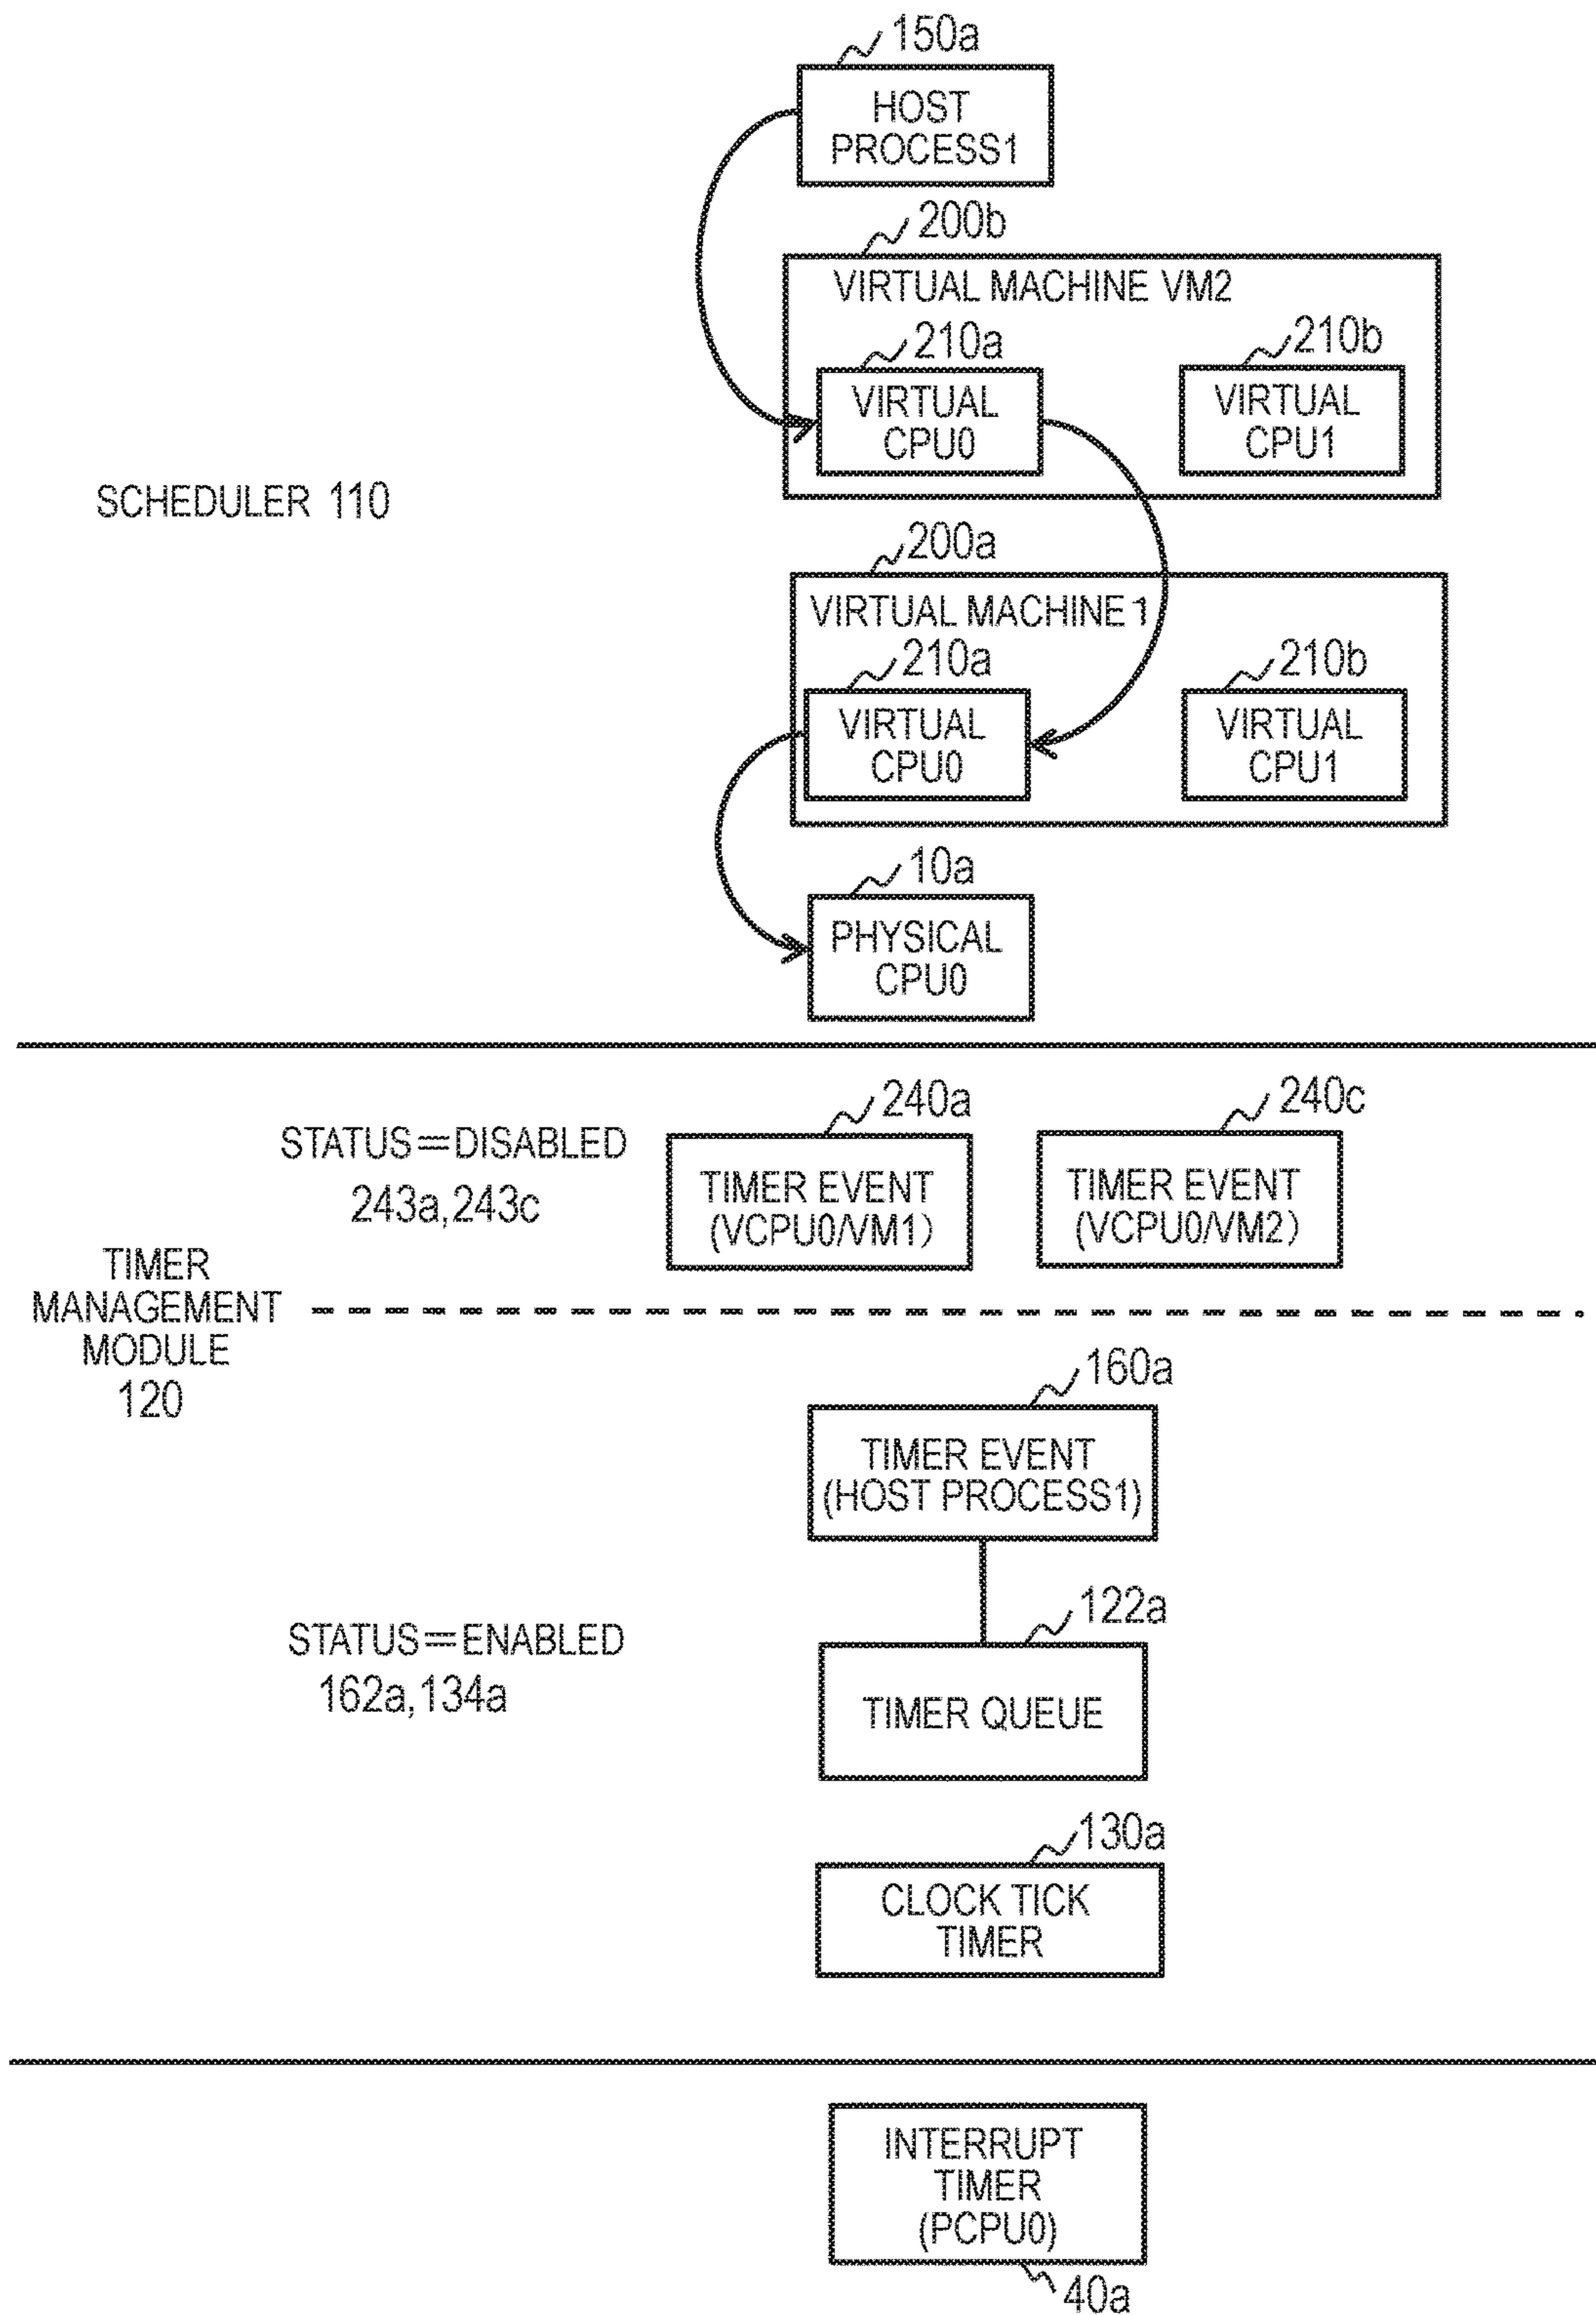 150a
HOST
PROCESS1
200b
VIRTUAL MACHINE VM2
210a
210b
VIRTUAL
CPU0
VIRTUAL
CPU1
SCHEDULER 110
200a
VIRTUAL MACHINE 1
210a
210b
VIRTUAL
CPU0
VIRTUAL
CPU1
10a
PHYSICAL
CPU0
240a
240c
STATUS=DISABLED
243a,243c
TIMER EVENT
(VCPU0/VM1)
TIMER EVENT
(VCPU0/VM2)
TIMER
MANAGEMENT
MODULE
120
160a
TIMER EVENT
(HOST PROCESS1)
122a
STATUS=ENABLED
162a,134a
TIMER QUEUE
130a
CLOCK TICK
TIMER
INTERRUPT
TIMER
(PCPU0)
40a